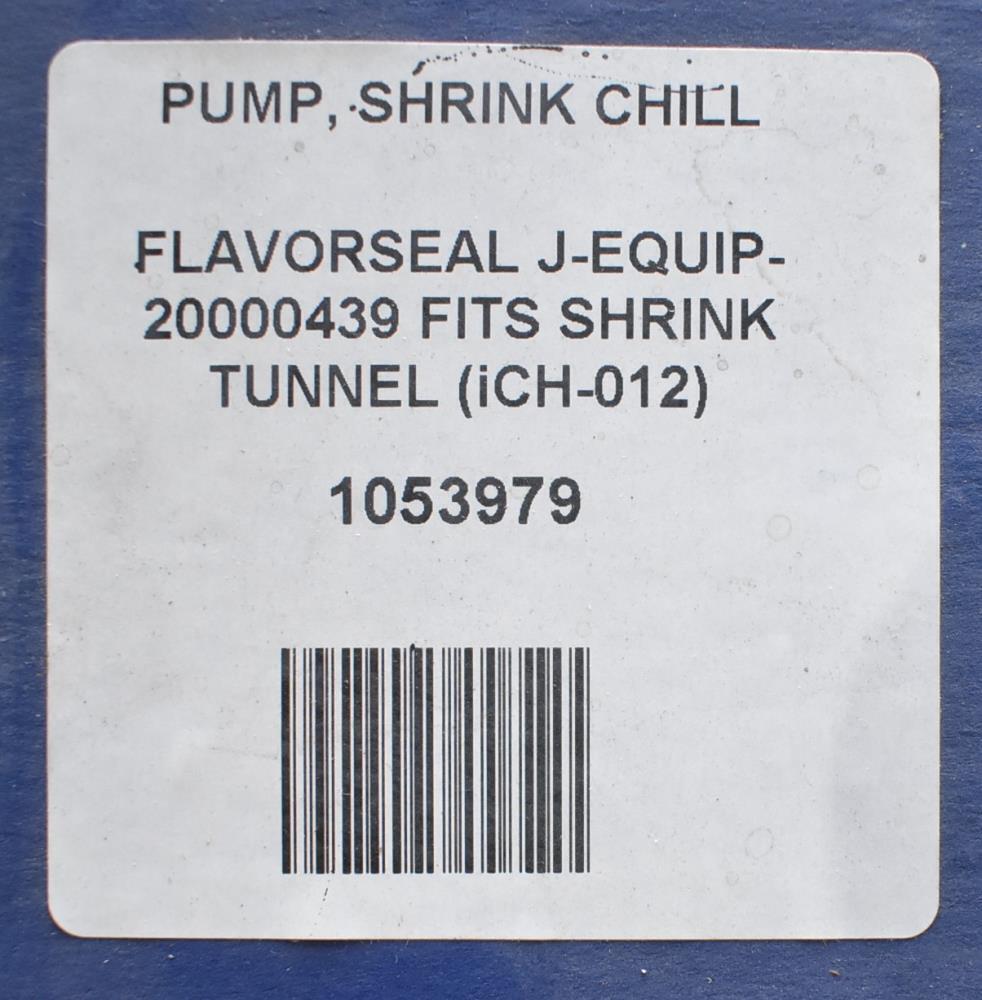 PUMP, SHRINK CHILL
FLAVORSEAL J-EQUIP-
20000439 FITS SHRINK
TUNNEL (iCH-012)
1053979